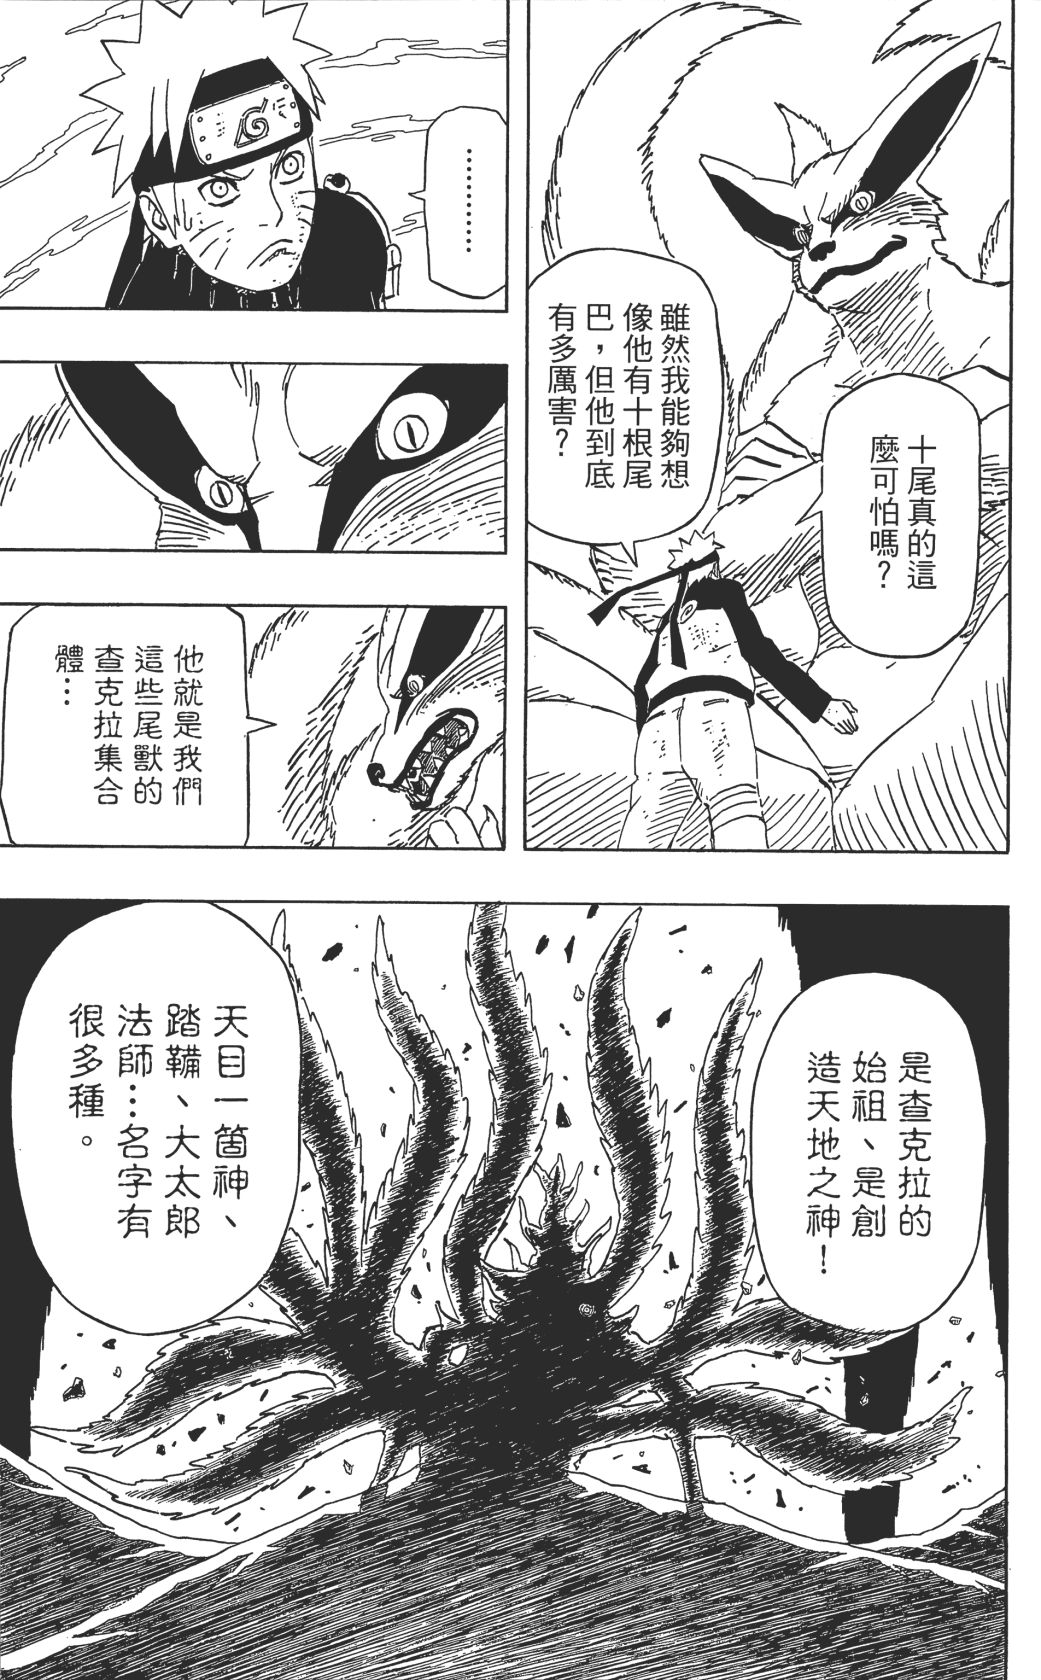 十尾真的這
麼可怕嗎？
雖然我能夠想
像他有十根尾
巴，但他到底
有多厲害？
………
他就是我們
這些尾獸的
查克拉集合
體…
是查克拉的
始祖、是創
造天地之神！
天目一箇神、
踏鞴、大太郎
法師…名字有
很多種。